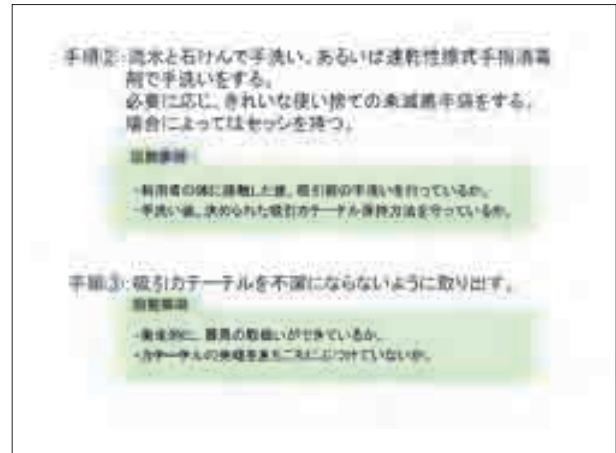 手順②:流水と石けんで手洗い、あるいは速乾性擦式手指消毒
剤で手洗いをする。
必要に応じ、きれいな使い捨ての未滅菌手袋をする。
場合によってはセッシを持つ。
留意事項
・利用者の体に接触した後、吸引前の手洗いを行っているか。
・手洗い後、決められた吸引カテーテル保持方法を守っているか。
手順③:吸引カテーテルを不潔にならないように取り出す。
留意事項
・衛生的に、器具の取扱いができているか。
・カテーテルの先端をあちこちにぶつけていないか。